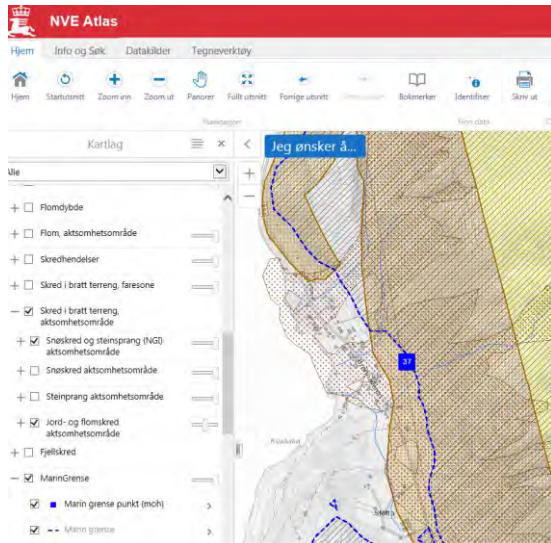 NVE Atlas
Hjem Info og Søk Datakilder Tegneverktøy
Hjem Startutsnitt Zoom inn Zoom ut Panorer Fullt utsnitt Forrige utsnitt Bokmerker Identifiser Skriv ut
Kartlag
Jeg ønsker å...
Alle
Flomdybde
Flom, aktsomhetsområde
Skredhendelser
Skred i bratt terreng, faresone
Skred i bratt terreng,
aktsomhetsområde
Snøskred og steinsprang (NGI)
aktsomhetsområde
Snøskred aktsomhetsområde
Steinprang aktsomhetsområde
Jord- og flomskred
aktsomhetsområde
Fjellskred
MarinGrense
Marin grense punkt (moh)
Marin grense
37